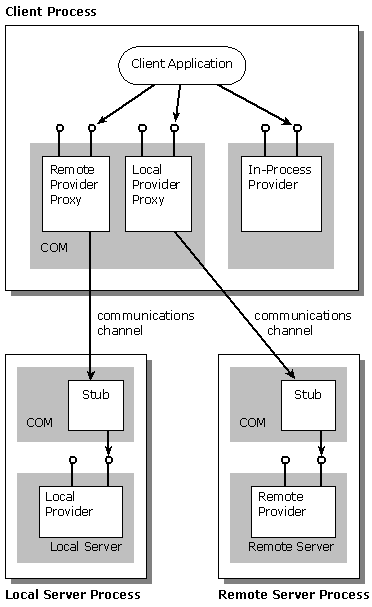 Client Process
Client Application
Remote
Provider
Proxy
Local
Provider
Proxy
In-Process
Provider
COM
communications
channel
communications
channel
Stub
COM
Stub
COM
Local
Provider
Local Server
Remote
Provider
Remote Server
Local Server Process
Remote Server Process